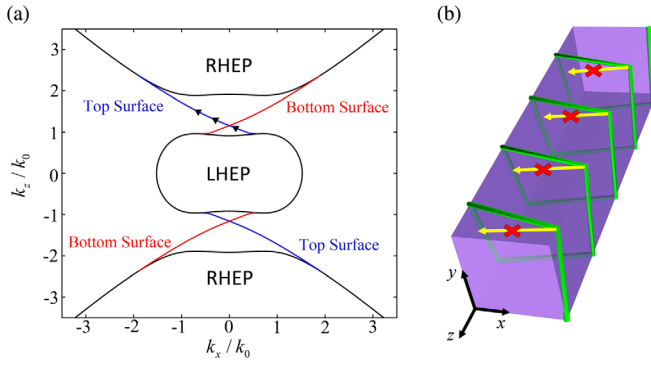 (a)
(b)
3
2
1
0
-1
-2
-3
k_z / k_0
RHEP
Top Surface
Bottom Surface
LHEP
Bottom Surface
Top Surface
RHEP
-3 -2 -1 0 1 2 3
k_x / k_0
y
x
z